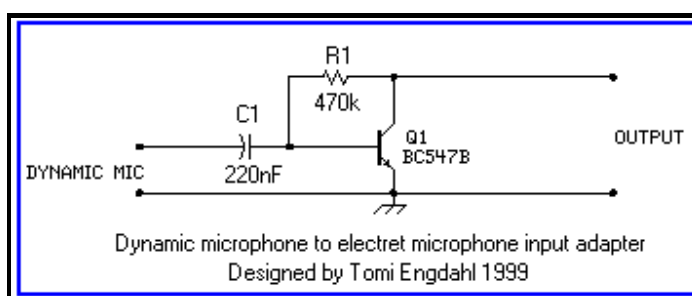 R1
470k
C1
Q1
BC547B
OUTPUT
DYNAMIC MIC
220nF
Dynamic microphone to electret microphone input adapter
Designed by Tomi Engdahl 1999